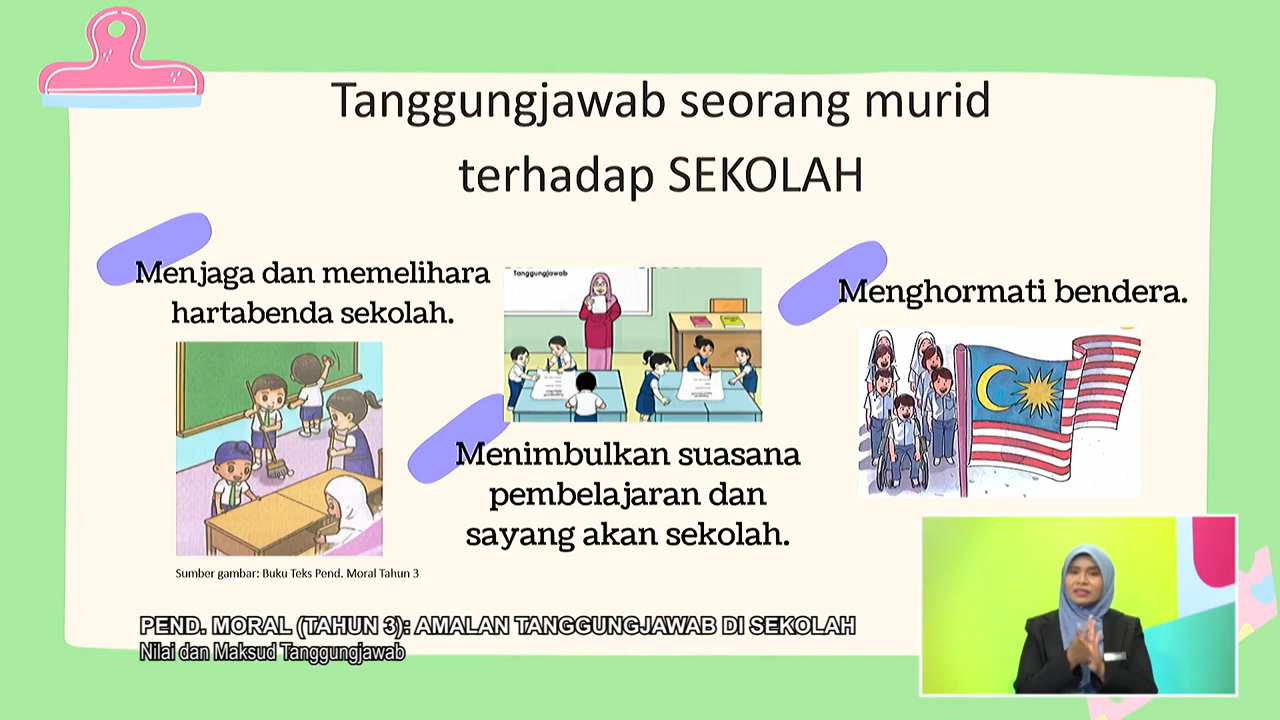 Tanggungjawab seorang murid
terhadap SEKOLAH
Menjaga dan memelihara
hartabenda sekolah.
Tanggungjawab
Menimbulkan suasana
pembelajaran dan
sayang akan sekolah.
Menghormati bendera.
Sumber gambar: Buku Teks Pend. Moral Tahun 3
PEND. MORAL (TAHUN 3): AMALAN TANGGUNGJAWAB DI SEKOLAH
Nilai dan Maksud Tanggungjawab